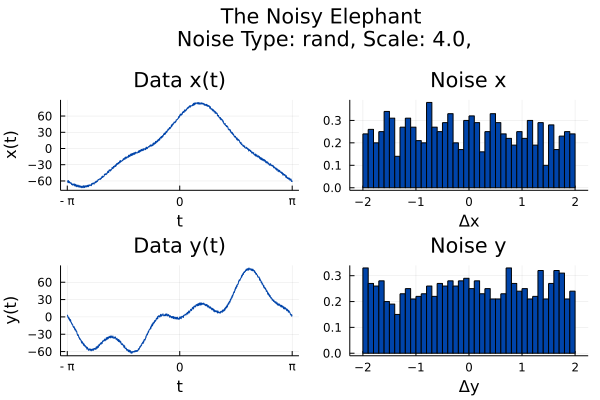 The Noisy Elephant
Noise Type: rand, Scale: 4.0,
Data x(t)
x(t)
60
30
0
−30
−60
- π
0
π
t
Noise x
0.3
0.2
0.1
0.0
−2
−1
0
1
2
Δx
Data y(t)
y(t)
60
30
0
−30
−60
- π
0
π
t
Noise y
0.3
0.2
0.1
0.0
−2
−1
0
1
2
Δy